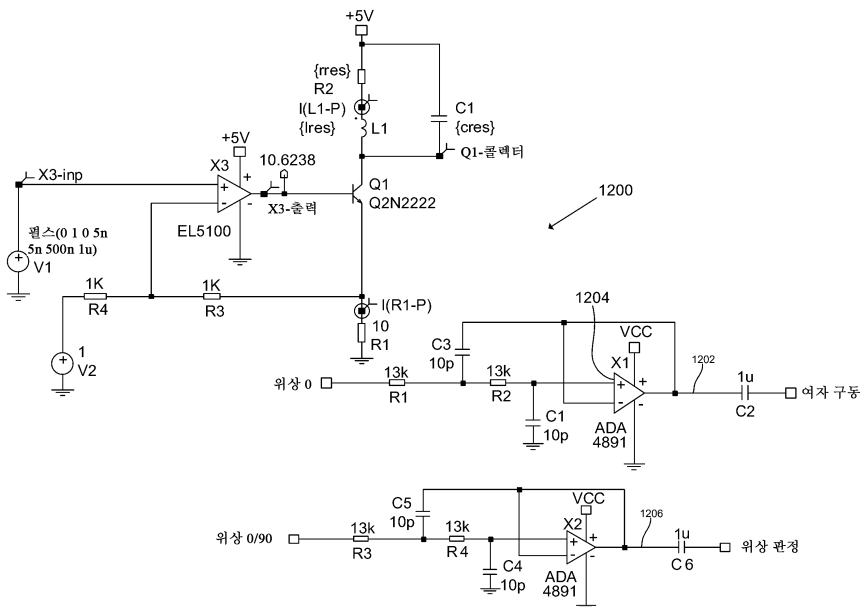 +5V
{rres}
R2
I(L1-P)
{lres}
L1
C1
{cres}
Q1-콜렉터
+5V
X3
10.6238
X3-inp
+
-
+
-
X3-출력
Q1
Q2N2222
EL5100
1200
펄스(0 1 0 5n
5n 500n 1u)
V1
1K
R4
1K
R3
I(R1-P)
10
R1
1
V2
1204
VCC
X1
C3
10p
위상 0
13k
R1
13k
R2
+
-
+
-
1202
1u
C2
여자 구동
C1
10p
ADA
4891
C5
10p
VCC
X2
위상 0/90
13k
R3
13k
R4
+
-
+
-
1206
1u
C6
위상 판정
C4
10p
ADA
4891